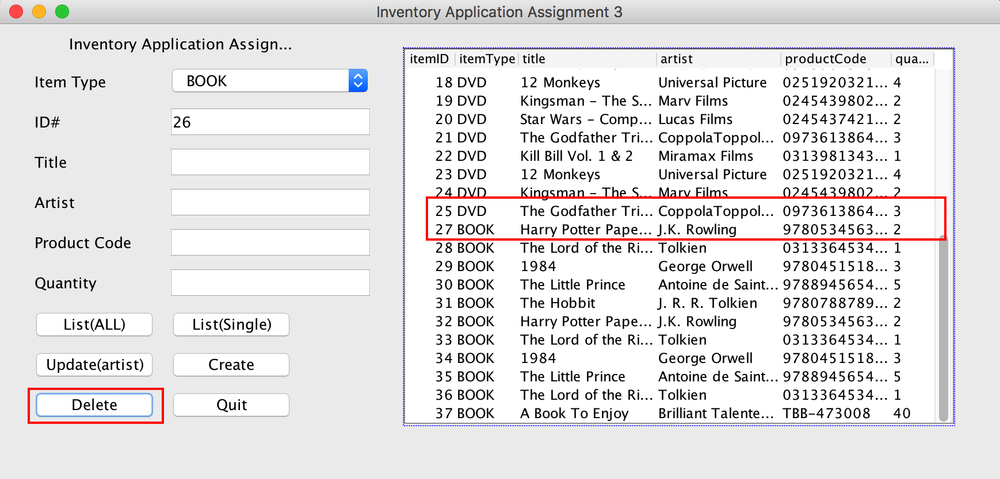 Inventory Application Assignment 3
Inventory Application Assign...
Item Type
BOOK
ID#
26
Title
Artist
Product Code
Quantity
List(ALL)
List(Single)
Update(artist)
Create
Delete
Quit
itemID itemType title artist productCode qua...
18 DVD 12 Monkeys Universal Picture 0251920321... 4
19 DVD Kingsman – The S... Marv Films 0245439802... 2
20 DVD Star Wars – Comp... Lucas Films 0245437421... 2
21 DVD The Godfather Tri... CoppolaToppol... 0973613864... 3
22 DVD Kill Bill Vol. 1 & 2 Miramax Films 0313981343... 1
23 DVD 12 Monkeys Universal Picture 0251920321... 4
24 DVD Kingsman – The S... Marv Films 0245439802... 2
25 DVD The Godfather Tri... CoppolaToppol... 0973613864... 3
27 BOOK Harry Potter Pape... J.K. Rowling 9780534563... 2
28 BOOK The Lord of the Ri... Tolkien 0313364534... 1
29 BOOK 1984 George Orwell 9780451518... 3
30 BOOK The Little Prince Antoine de Saint... 9788945654... 5
31 BOOK The Hobbit J. R. R. Tolkien 9780788789... 2
32 BOOK Harry Potter Pape... J.K. Rowling 9780534563... 2
33 BOOK The Lord of the Ri... Tolkien 0313364534... 1
34 BOOK 1984 George Orwell 9780451518... 3
35 BOOK The Little Prince Antoine de Saint... 9788945654... 5
36 BOOK The Lord of the Ri... Tolkien 0313364534... 1
37 BOOK A Book To Enjoy Brilliant Talente... TBB-473008 40